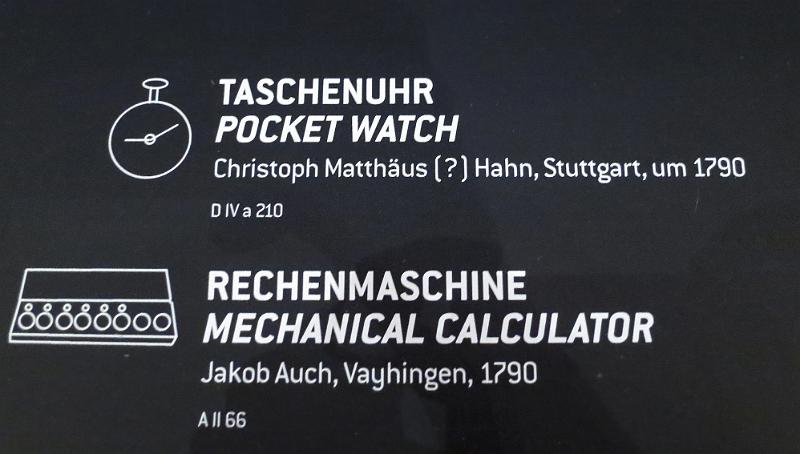 TASCHENUHR
POCKET WATCH
Christoph Matthäus (?) Hahn, Stuttgart, um 1790
D IV a 210
RECHENMASCHINE
MECHANICAL CALCULATOR
Jakob Auch, Vayhingen, 1790
A II 66